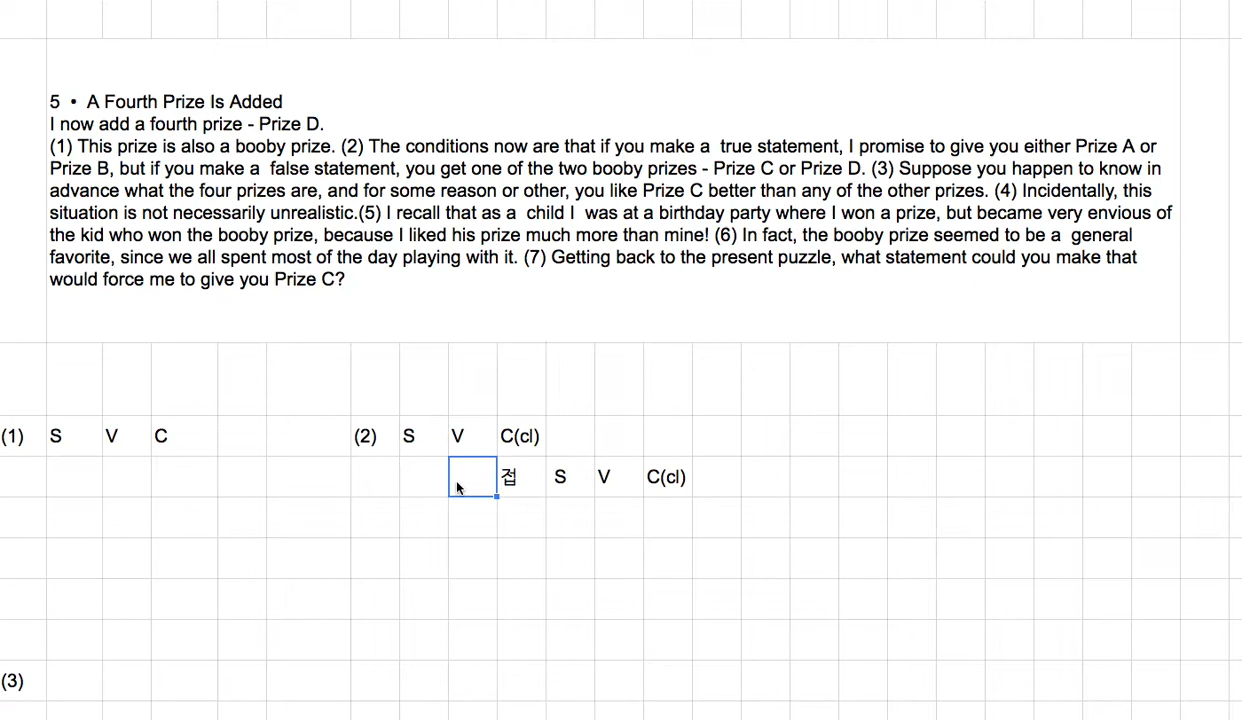 5 • A Fourth Prize Is Added
I now add a fourth prize - Prize D.
(1) This prize is also a booby prize. (2) The conditions now are that if you make a  true statement, I promise to give you either Prize A or
Prize B, but if you make a  false statement, you get one of the two booby prizes - Prize C or Prize D. (3) Suppose you happen to know in
advance what the four prizes are, and for some reason or other, you like Prize C better than any of the other prizes. (4) Incidentally, this
situation is not necessarily unrealistic.(5) I recall that as a  child I  was at a birthday party where I won a prize, but became very envious of
the kid who won the booby prize, because I liked his prize much more than mine! (6) In fact, the booby prize seemed to be a  general
favorite, since we all spent most of the day playing with it. (7) Getting back to the present puzzle, what statement could you make that
would force me to give you Prize C?
(1) S V C (2) S V C(cl)
접 S V C(cl)
(3)